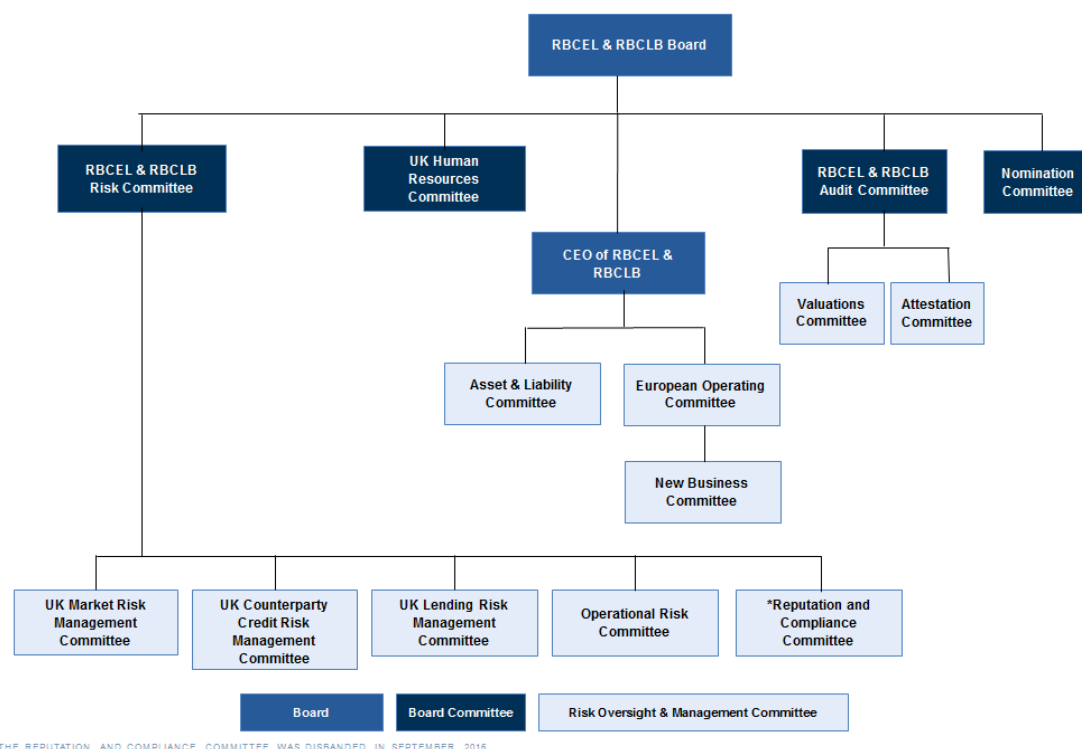 RBCEL & RBCLB Board
RBCEL & RBCLB
Risk Committee
UK Human
Resources
Committee
RBCEL & RBCLB
Audit Committee
Nomination
Committee
CEO of RBCEL &
RBCLB
Valuations
Committee
Attestation
Committee
Asset & Liability
Committee
European Operating
Committee
New Business
Committee
UK Market Risk
Management
Committee
UK Counterparty
Credit Risk
Management
Committee
UK Lending Risk
Management
Committee
Operational Risk
Committee
*Reputation and
Compliance
Committee
Board
Board Committee
Risk Oversight & Management Committee
THE REPUTATION AND COMPLIANCE COMMITTEE WAS DISBANDED IN SEPTEMBER 2016